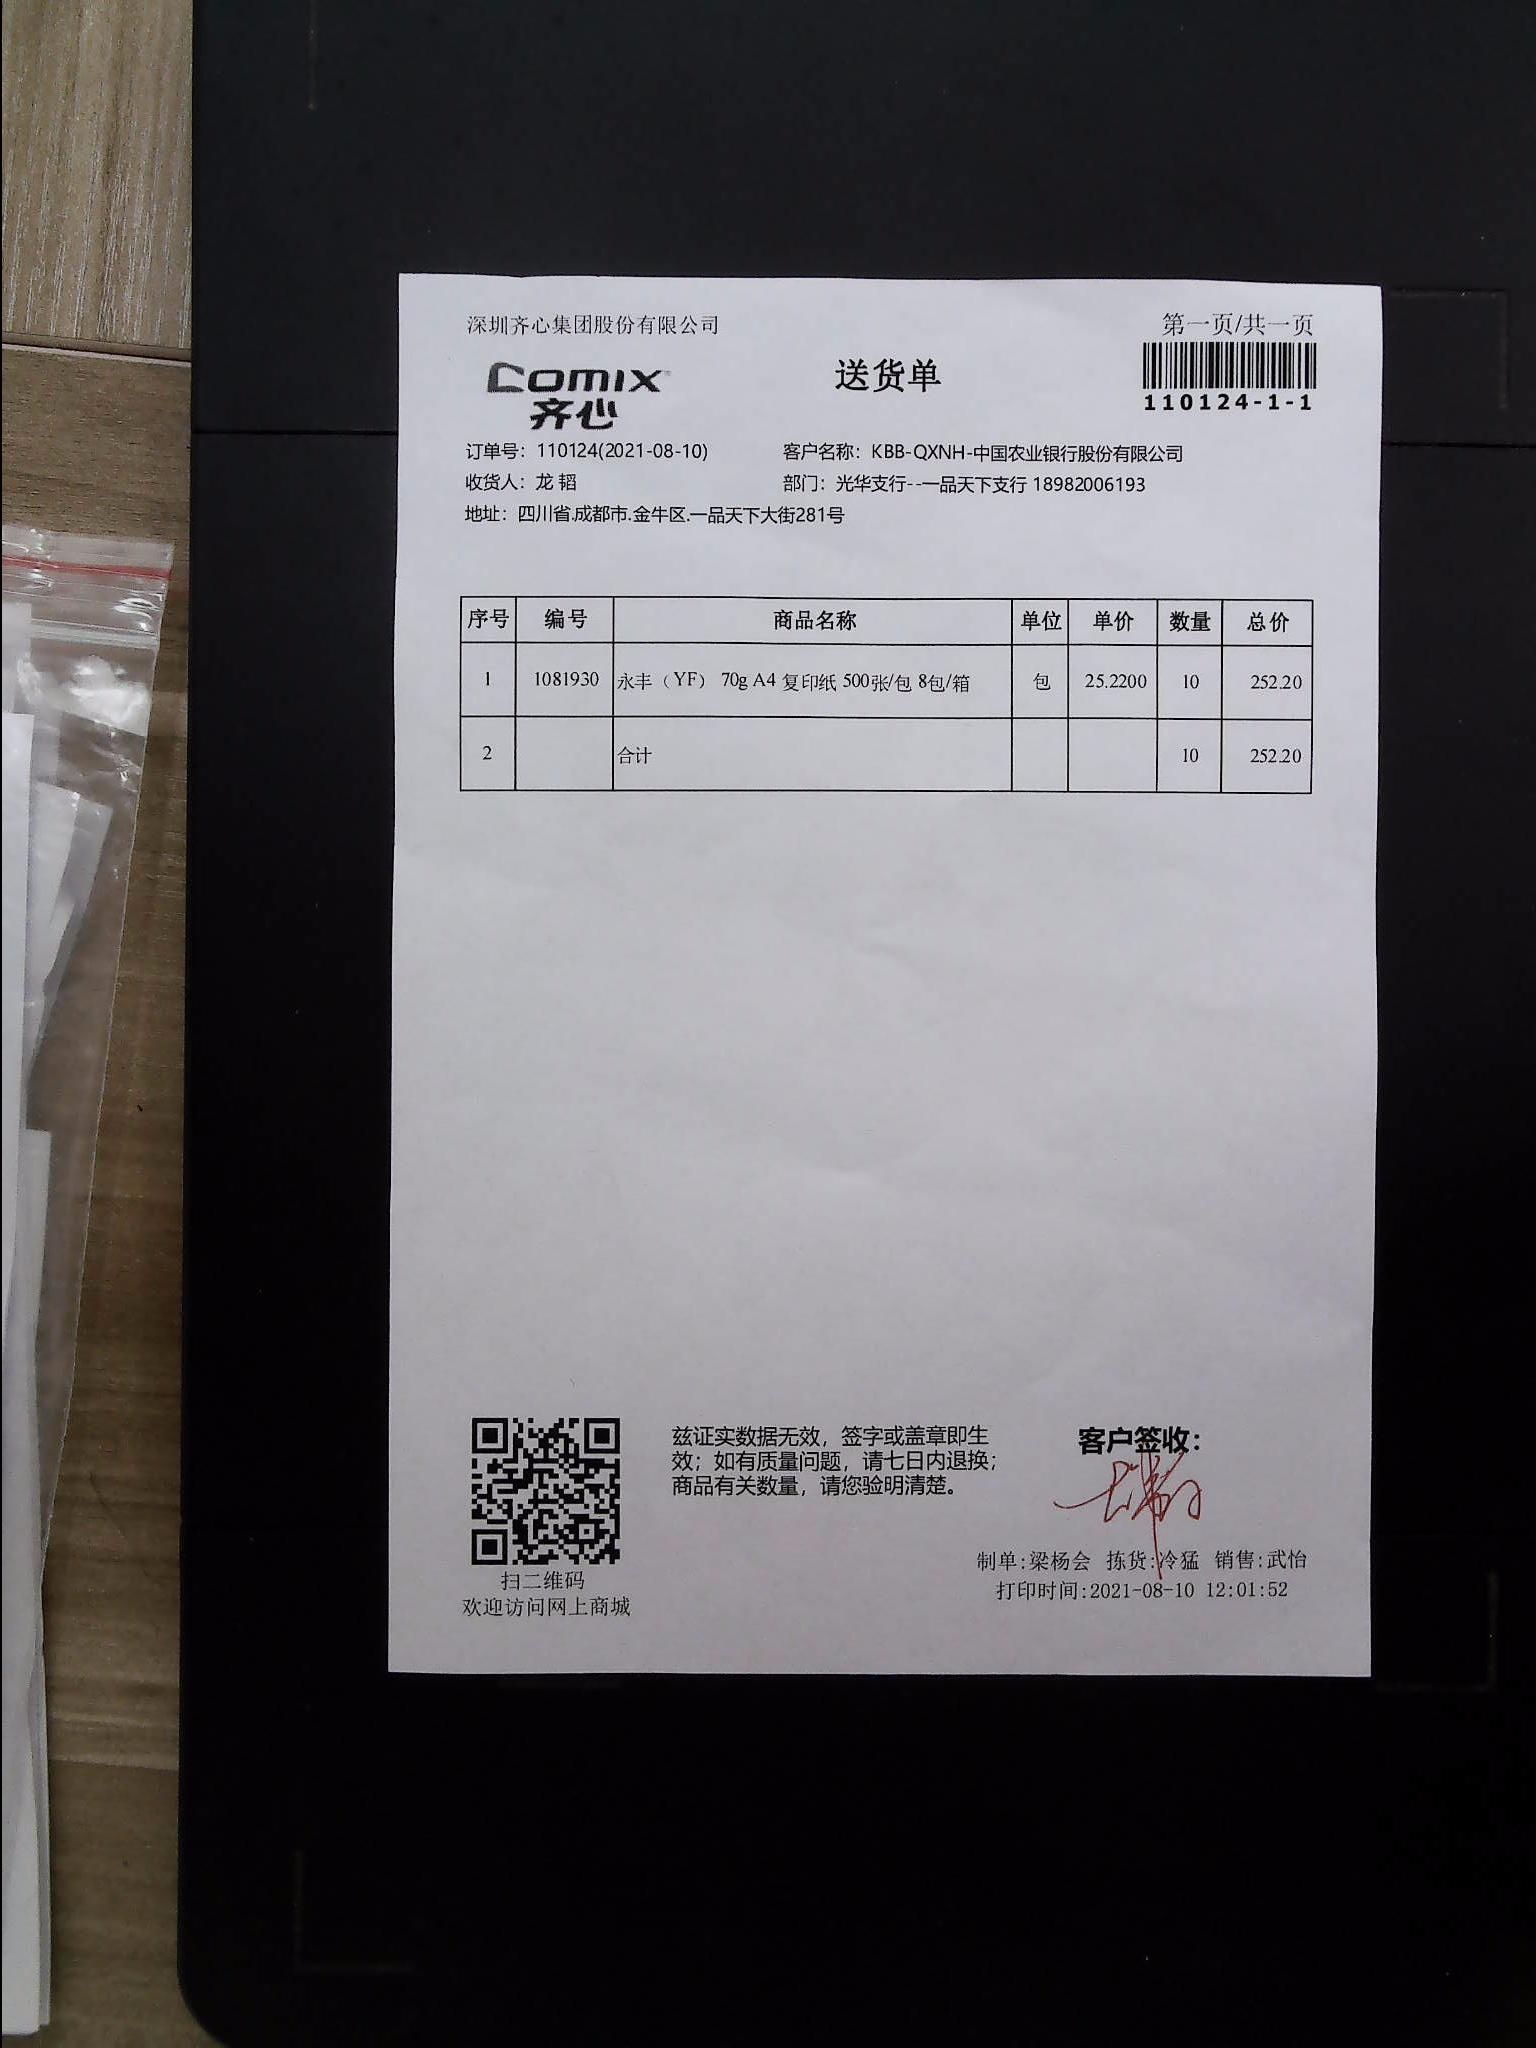 深圳齐心集团股份有限公司
第一页/共一页
comix
齐心
送货单
110124-1-1
订单号：110124(2021-08-10)
客户名称：KBB-QXNH-中国农业银行股份有限公司
收货人：龙 韬
部门：光华支行--一品天下支行 18982006193
地址：四川省.成都市.金牛区.一品天下大街281号
序号 编号 商品名称 单位 单价 数量 总价
1 1081930 永丰（YF） 70g A4 复印纸 500张/包 8包/箱 包 25.2200 10 252.20
2 合计 10 252.20
兹证实数据无效，签字或盖章即生
效；如有质量问题，请七日内退换；
商品有关数量，请您验明清楚。
客户签收：
扫二维码
欢迎访问网上商城
制单:梁杨会 拣货:冷猛 销售:武怡
打印时间:2021-08-10 12:01:52